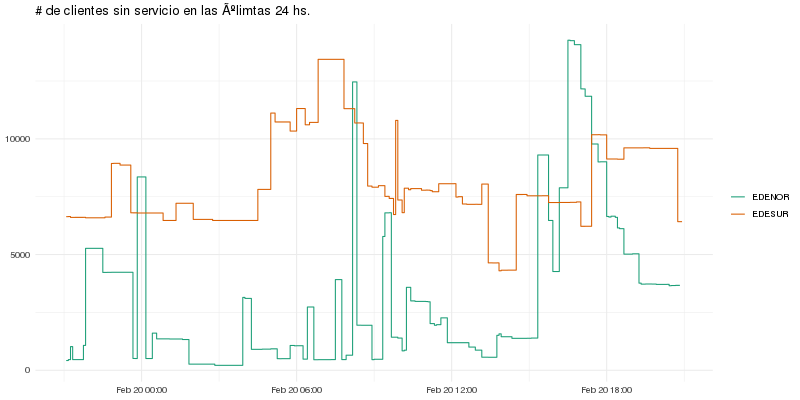 # de clientes sin servicio en las Ãºlimtas 24 hs.
10000
5000
0
Feb 20 00:00
Feb 20 06:00
Feb 20 12:00
Feb 20 18:00
EDENOR
EDESUR